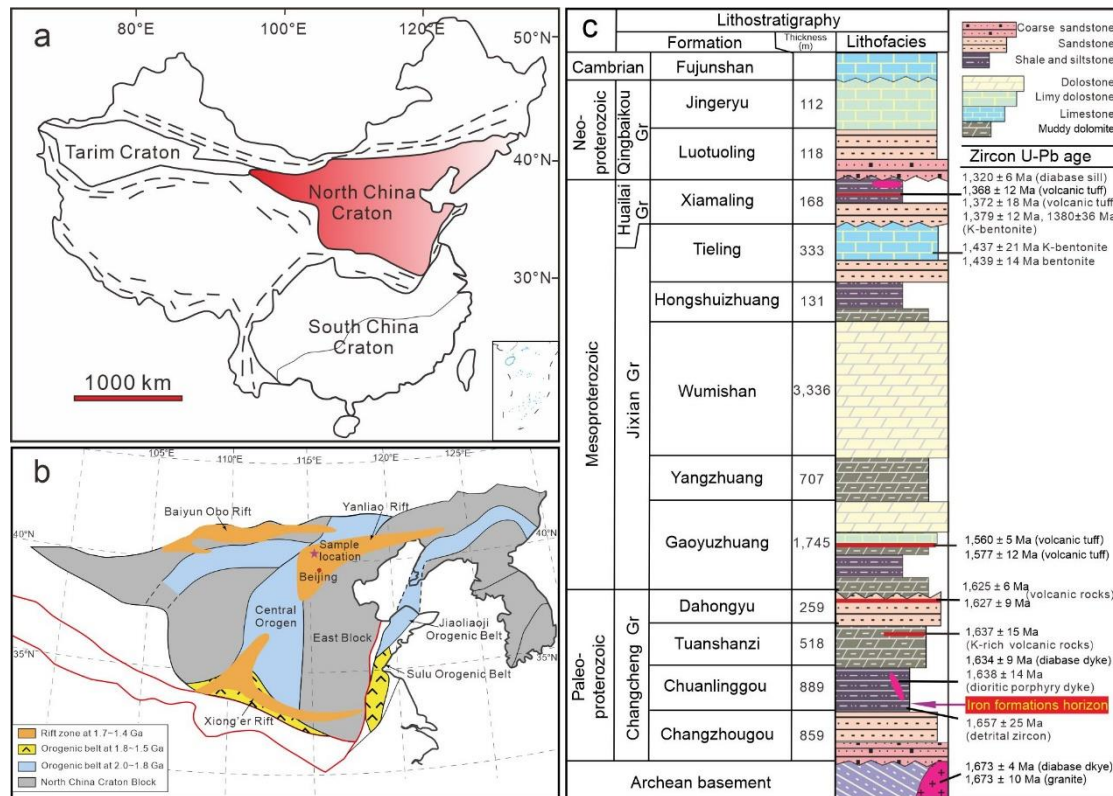 a
80°E
100°E
120°E
50°N
40°N
30°N
Tarim Craton
North China
Craton
South China
Craton
1000 km
b
105°E
110°E
115°E
120°E
125°E
40°N
40°N
35°N
35°N
Baiyun Obo Rift
Yanliao Rift
Sample
location
Beijing
Central
Orogen
East Block
Jiaoliaoji
Orogenic Belt
Sulu Orogenic Belt
Xiong'er Rift
Rift zone at 1.7~1.4 Ga
Orogenic belt at 1.8~1.5 Ga
Orogenic belt at 2.0~1.8 Ga
North China Craton Block
c
Lithostratigraphy
Formation
Thickness
(m)
Lithofacies
Cambrian
Fujunshan
Neo-
proterozoic
Qingbaikou
Gr
Jingeryu
112
Luotuoling
118
Mesoproterozoic
Huailai
Gr
Xiamaling
168
Jixian Gr
Tieling
333
Hongshuizhuang
131
Wumishan
3,336
Yangzhuang
707
Gaoyuzhuang
1,745
Paleo-
proterozoic
Changcheng Gr
Dahongyu
259
Tuanshanzi
518
Chuanlinggou
889
Changzhougou
859
Archean basement
Coarse sandstone
Sandstone
Shale and siltstone
Dolostone
Limy dolostone
Limestone
Muddy dolomite
Zircon U-Pb age
1,320 ± 6 Ma (diabase sill)
1,368 ± 12 Ma (volcanic tuff)
1,372 ± 18 Ma (volcanic tuff
1,379 ± 12 Ma, 1380±36 Ma
(K-bentonite)
1,437 ± 21 Ma K-bentonite
1,439 ± 14 Ma bentonite
1,560 ± 5 Ma (volcanic tuff)
1,577 ± 12 Ma (volcanic tuff)
1,625 ± 6 Ma
(volcanic rocks)
1,627 ± 9 Ma
1,637 ± 15 Ma
(K-rich volcanic rocks)
1,634 ± 9 Ma (diabase dyke)
1,638 ± 14 Ma
(dioritic porphyry dyke)
Iron formations horizon
1,657 ± 25 Ma
(detrital zircon)
1,673 ± 4 Ma (diabase dkye)
1,673 ± 10 Ma (granite)